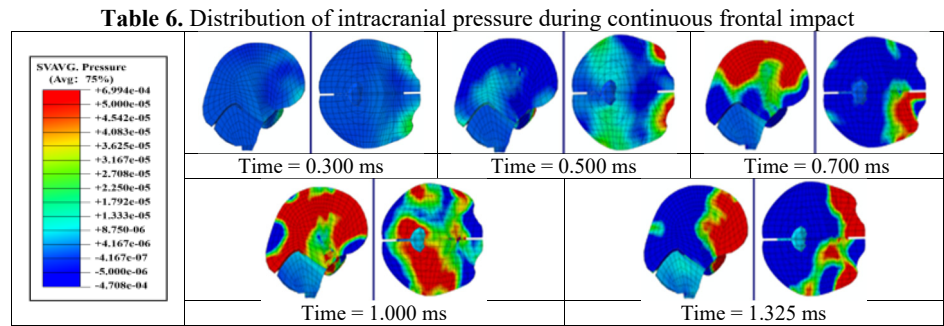 Table 6. Distribution of intracranial pressure during continuous frontal impact
SVAVG. Pressure
(Avg: 75%)
+6.994e-04
+5.000e-05
+4.542e-05
+4.083e-05
+3.625e-05
+3.167e-05
+2.708e-05
+2.250e-05
+1.792e-05
+1.333e-05
+8.750-06
+4.167e-06
-4.167e-07
-5.000e-06
-4.708e-04
Time = 0.300 ms
Time = 0.500 ms
Time = 0.700 ms
Time = 1.000 ms
Time = 1.325 ms